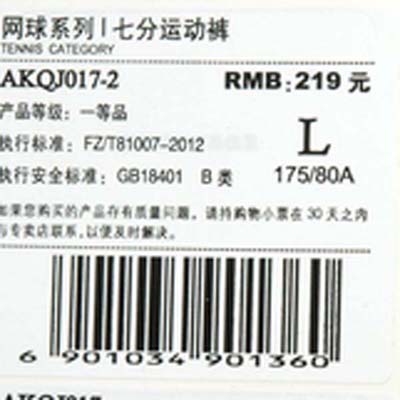 网球系列 | 七分运动裤
TENNIS CATEGORY
AKQJ017-2 RMB:219 元
产品等级：一等品
执行标准：FZ/T81007-2012
L
执行安全标准：GB18401 B 类
175/80A
如果您购买的产品存有质量问题，请持购物小票在 30 天之内
与专卖店联系，以便及时解决。
6 901034 901360
AKQJ017